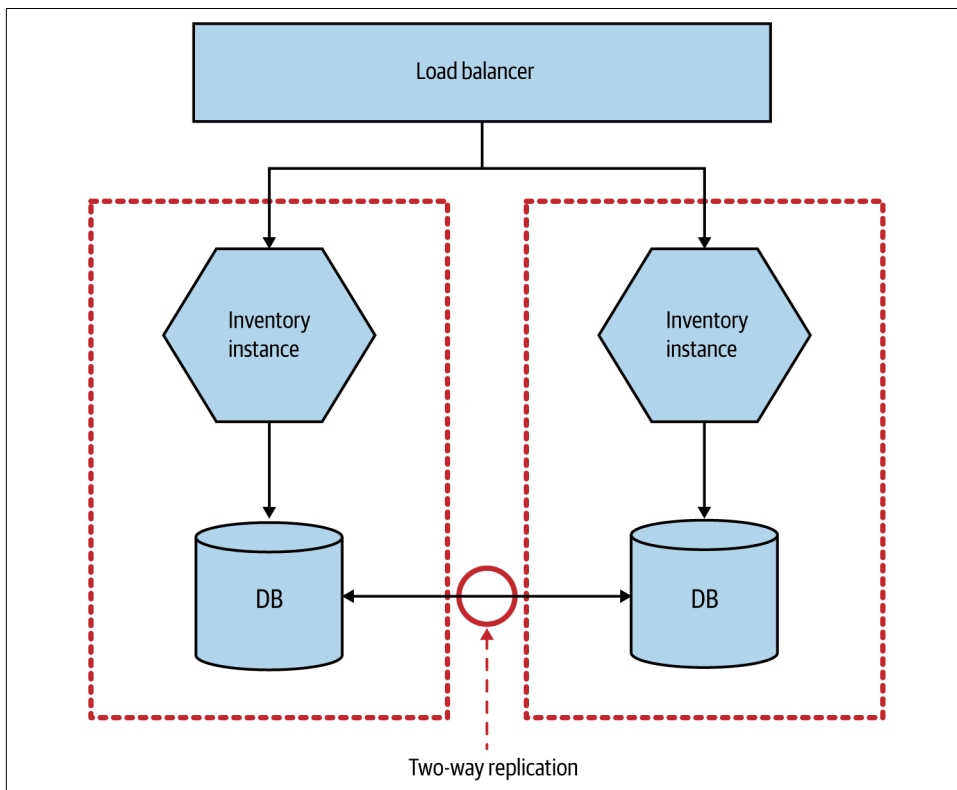 Load balancer
Inventory
instance
Inventory
instance
DB
DB
Two-way replication